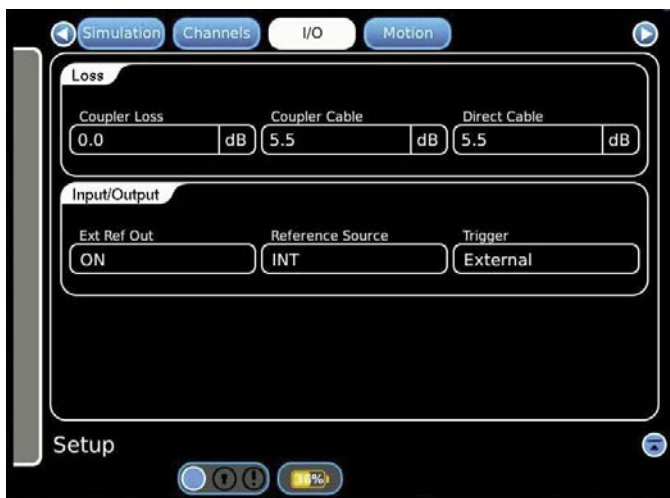 Simulation Channels I/O Motion
Loss
Coupler Loss Coupler Cable Direct Cable
0.0 dB 5.5 dB 5.5 dB
Input/Output
Ext Ref Out Reference Source Trigger
ON INT External
Setup
36%